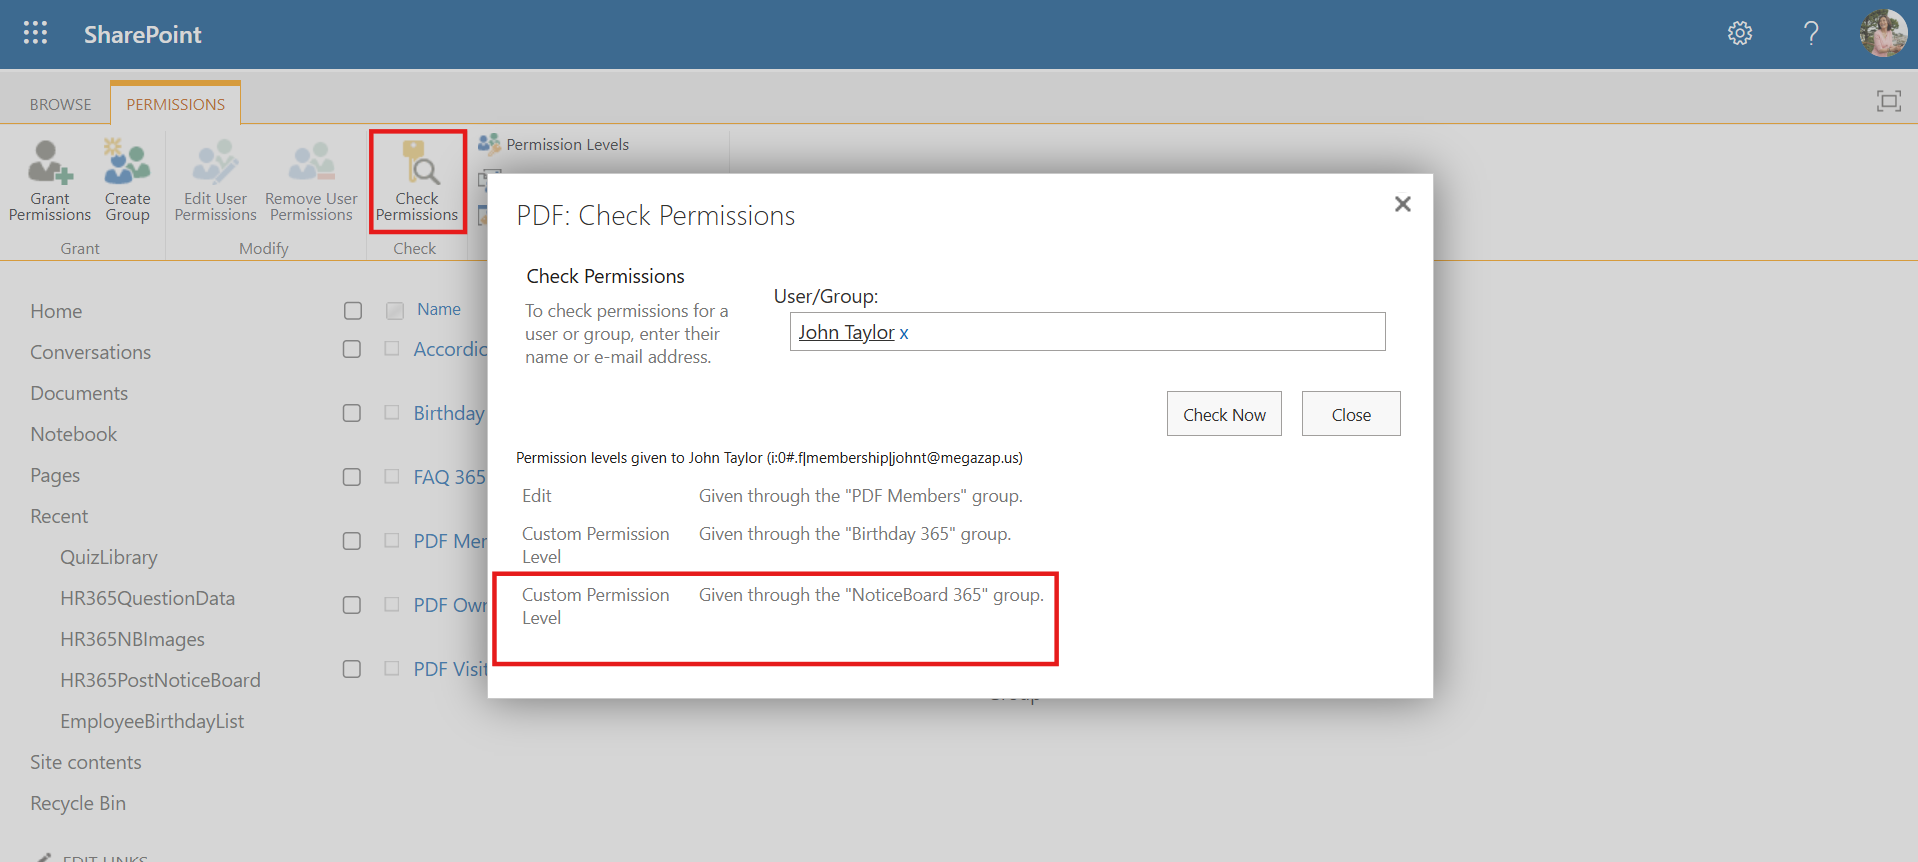 SharePoint
BROWSE
PERMISSIONS
Grant Permissions
Create Group
Edit User Permissions
Remove User Permissions
Check Permissions
Permission Levels
Grant
Modify
Check
Home
Conversations
Documents
Notebook
Pages
Recent
QuizLibrary
HR365QuestionData
HR365NBImages
HR365PostNoticeBoard
EmployeeBirthdayList
Site contents
Recycle Bin
EDIT LINKS
Name
Birthday
FAQ 365
PDF
PDF
PDF
PDF: Check Permissions
Check Permissions
To check permissions for a
user or group, enter their
name or e-mail address.
User/Group:
John Taylor x
Check Now
Close
Permission levels given to John Taylor (i:0#.f|membership|johnt@megazap.us)
Edit Given through the "PDF Members" group.
Custom Permission Given through the "Birthday 365" group.
Level
Custom Permission Given through the "NoticeBoard 365" group.
Level